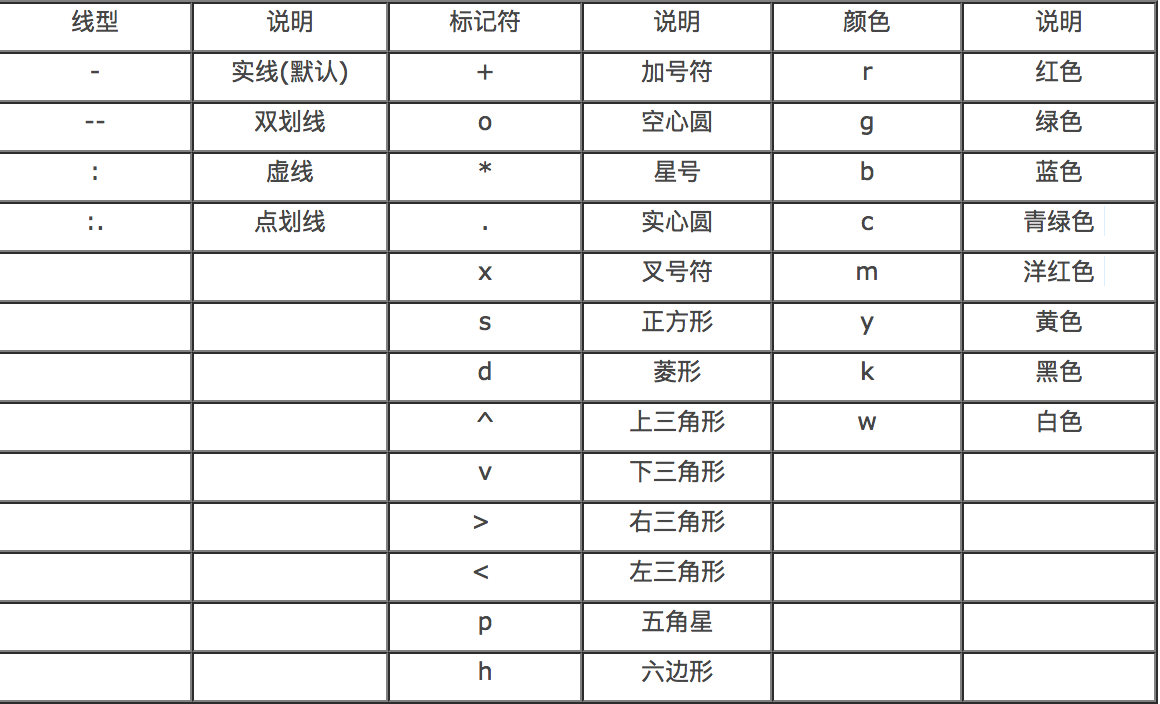 线型 说明 标记符 说明 颜色 说明
- 实线(默认) + 加号符 r 红色
-- 双划线 o 空心圆 g 绿色
: 虚线 * 星号 b 蓝色
:. 点划线 . 实心圆 c 青绿色
x 叉号符 m 洋红色
s 正方形 y 黄色
d 菱形 k 黑色
^ 上三角形 w 白色
v 下三角形
> 右三角形
< 左三角形
p 五角星
h 六边形